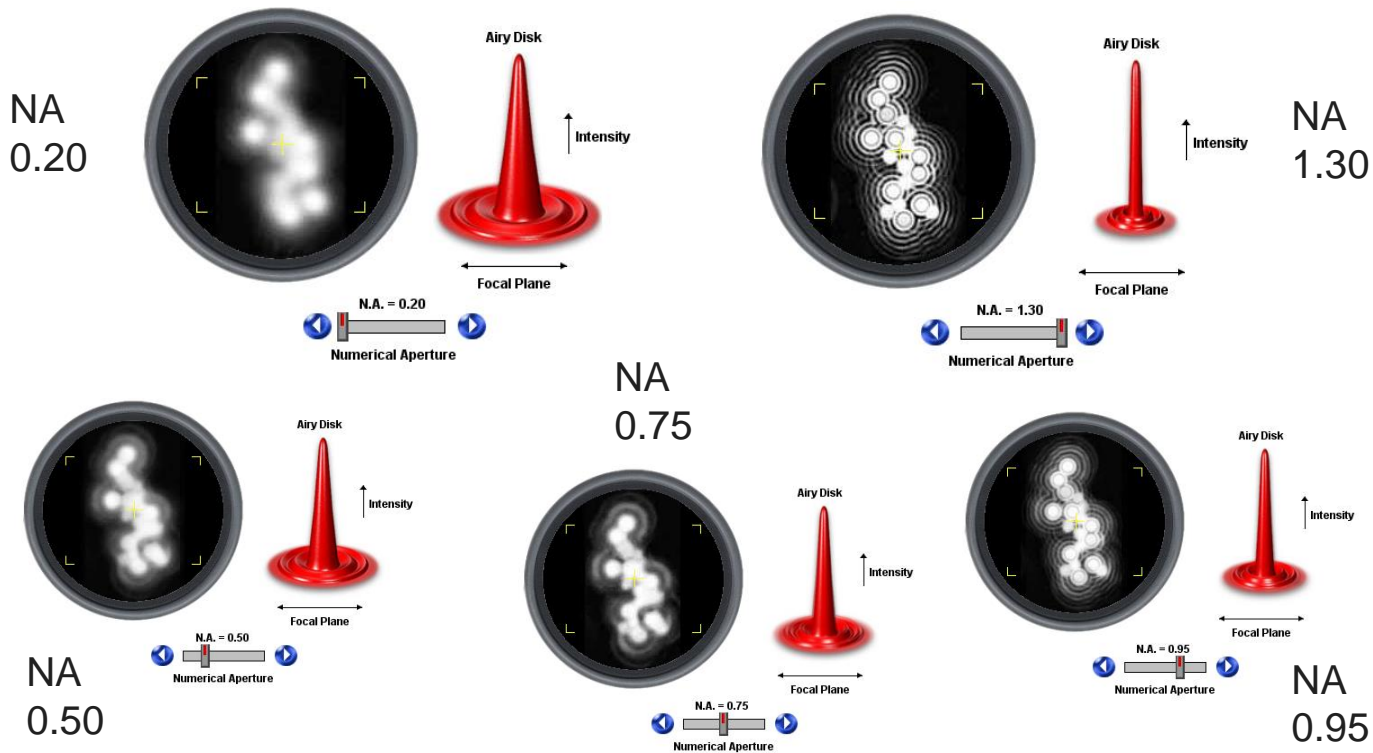 NA
0.20
Airy Disk
Intensity
Focal Plane
N.A. = 0.20
Numerical Aperture
Airy Disk
Intensity
Focal Plane
N.A. = 1.30
Numerical Aperture
NA
1.30
NA
0.50
Airy Disk
Intensity
Focal Plane
N.A. = 0.50
Numerical Aperture
NA
0.75
Airy Disk
Intensity
Focal Plane
N.A. = 0.75
Numerical Aperture
Airy Disk
Intensity
Focal Plane
N.A. = 0.95
Numerical Aperture
NA
0.95